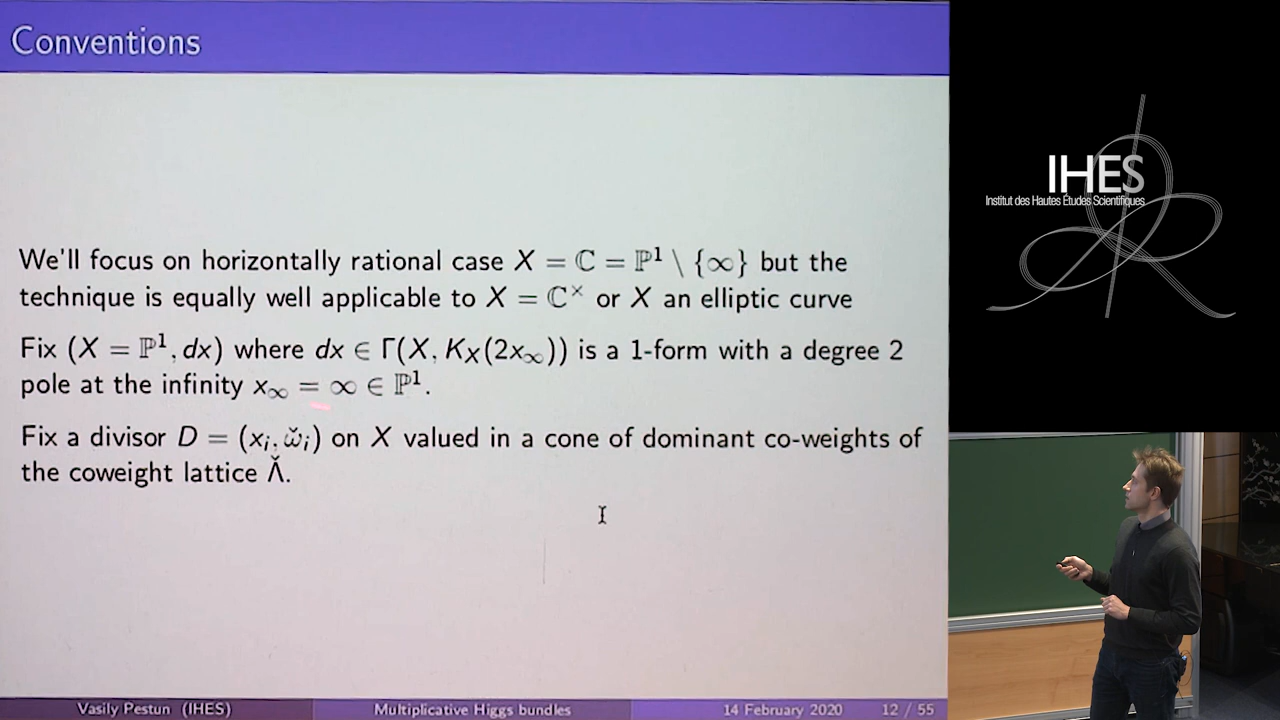 Conventions
We'll focus on horizontally rational case X = ℂ = ℙ¹ \ {∞} but the
technique is equally well applicable to X = ℂ× or X an elliptic curve
Fix (X = ℙ¹, dx) where dx ∈ Γ(X, K_X(2x_∞)) is a 1-form with a degree 2
pole at the infinity x_∞ = ∞ ∈ ℙ¹.
Fix a divisor D = (x_i, ω̌_i) on X valued in a cone of dominant co-weights of
the coweight lattice Λ̌.
Vasily Pestun (IHES) Multiplicative Higgs bundles 14 February 2020 12 / 55
IHES
Institut des Hautes Études Scientifiques